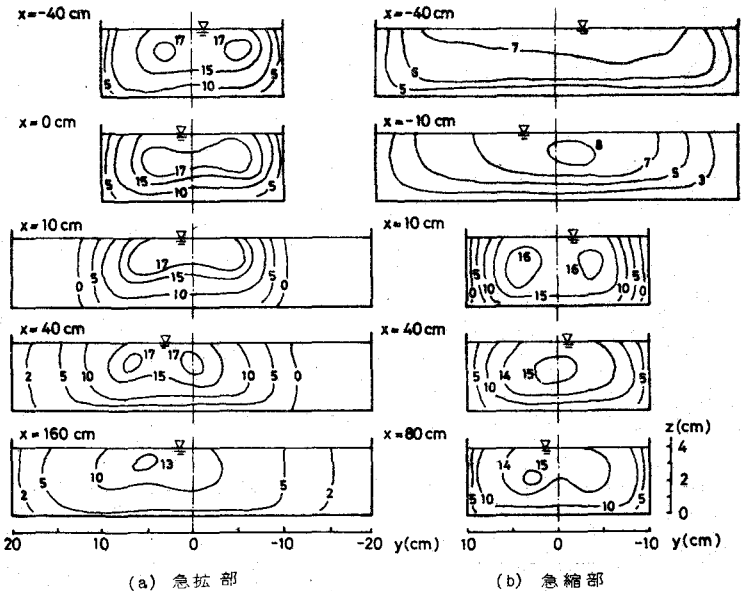 x=-40 cm
17 17
5 15 5
10
x=0 cm
17
5 15 5
10
x=10 cm
17
0 5 15 5 0
10
x=40 cm
17 17
2 5 10 15 10 5 0
x=160 cm
13
2 5 10 5 2
20 10 0 -10 -20 y(cm)
(a) 急拡部
x=-40 cm
7
6
5
x=-10 cm
8
7
5
3
x=10 cm
16 16
0 5 10 15 10 5 0
x=40 cm
5 10 14 15 5
x=80 cm
14 15
5 10 10 5
z(cm)
4
2
0
10 0 -10 y(cm)
(b) 急縮部